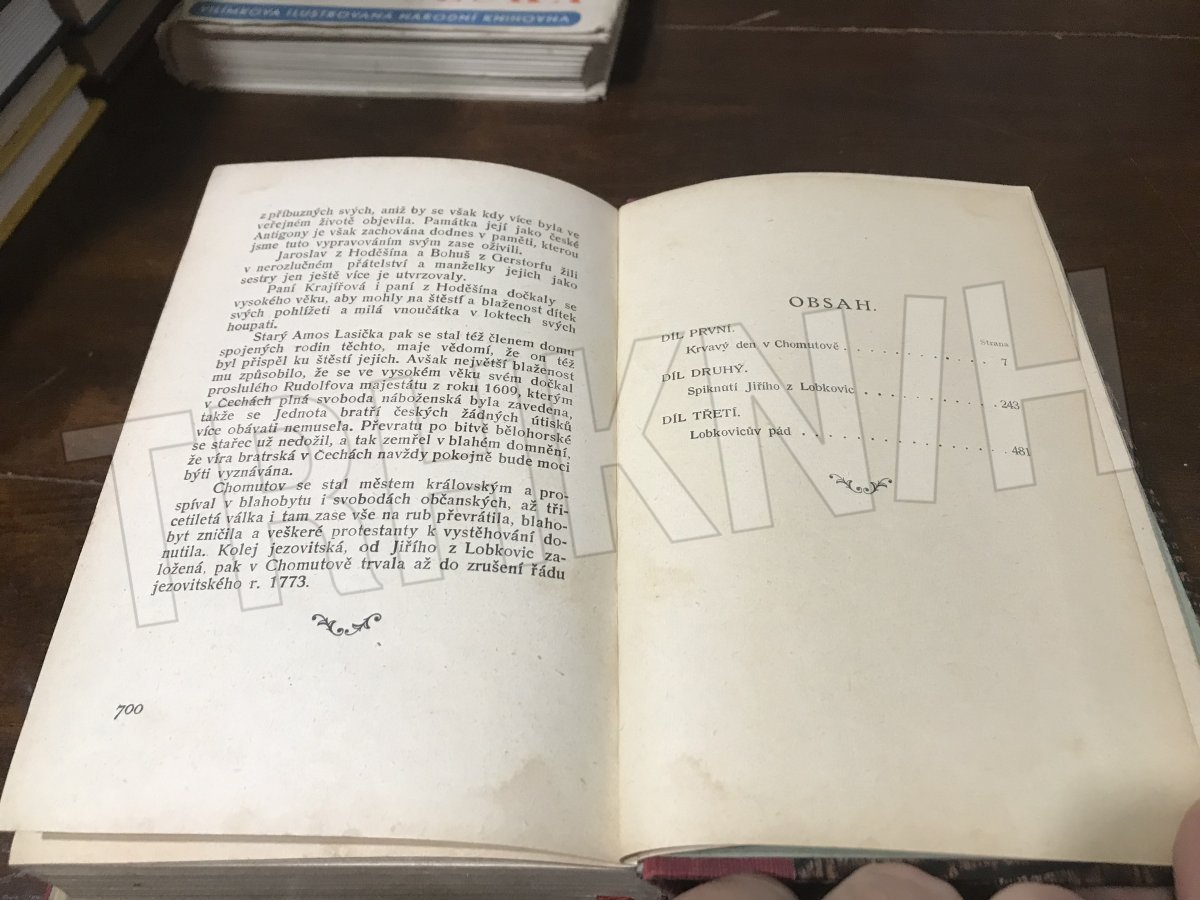 VILÍMKOVA ILUSTROVANÁ NÁRODNÍ KNIHOVNA
z příbuzných svých, aniž by se však kdy více byla ve
veřejném životě objevila. Památka její jako české
Antigony je však zachována dodnes v paměti, kterou
jsme tuto vypravováním svým zase oživili.
Jaroslav z Hoděšína a Bohuš z Gerstorfu žili
v nerozlučném přátelství a manželky jejich jako
sestry jen ještě více je utvrzovaly.
Paní Krajířová i paní z Hoděšína dočkaly se
vysokého věku, aby mohly na štěstí a blaženost dítek
svých pohlížeti a milá vnoučátka v loktech svých
houpati.
Starý Amos Lasička pak se stal též členem domu
spojených rodin těchto, maje vědomí, že on též
byl přispěl ku štěstí jejich. Avšak největší blaženost
mu způsobilo, že se ve vysokém věku svém dočkal
proslulého Rudolfova majestátu z roku 1609, kterým
v Čechách plná svoboda náboženská byla zavedena,
takže se Jednota bratří českých žádných útisků
více obávati nemusela. Převratu po bitvě bělohorské
se stařec už nedožil, a tak zemřel v blahém domnění,
že víra bratrská v Čechách navždy pokojně bude moci
býti vyznávána.
Chomutov se stal městem královským a pro-
spíval v blahobytu i svobodách občanských, až tři-
cetiletá válka i tam zase vše na rub převrátila, blaho-
byt zničila a veškeré protestanty k vystěhování do-
nutila. Kolej jezovitská, od Jiřího z Lobkovic za-
ložená, pak v Chomutově trvala až do zrušení řádu
jezovitského r. 1773.
700
OBSAH.
Strana
DÍL PRVNÍ.
Krvavý den v Chomutově . . . . . . . . . . . 7
DÍL DRUHÝ.
Spiknutí Jiřího z Lobkovic . . . . . . . . . . 243
DÍL TŘETÍ.
Lobkovicův pád . . . . . . . . . . . . . 481
TRHKNIH